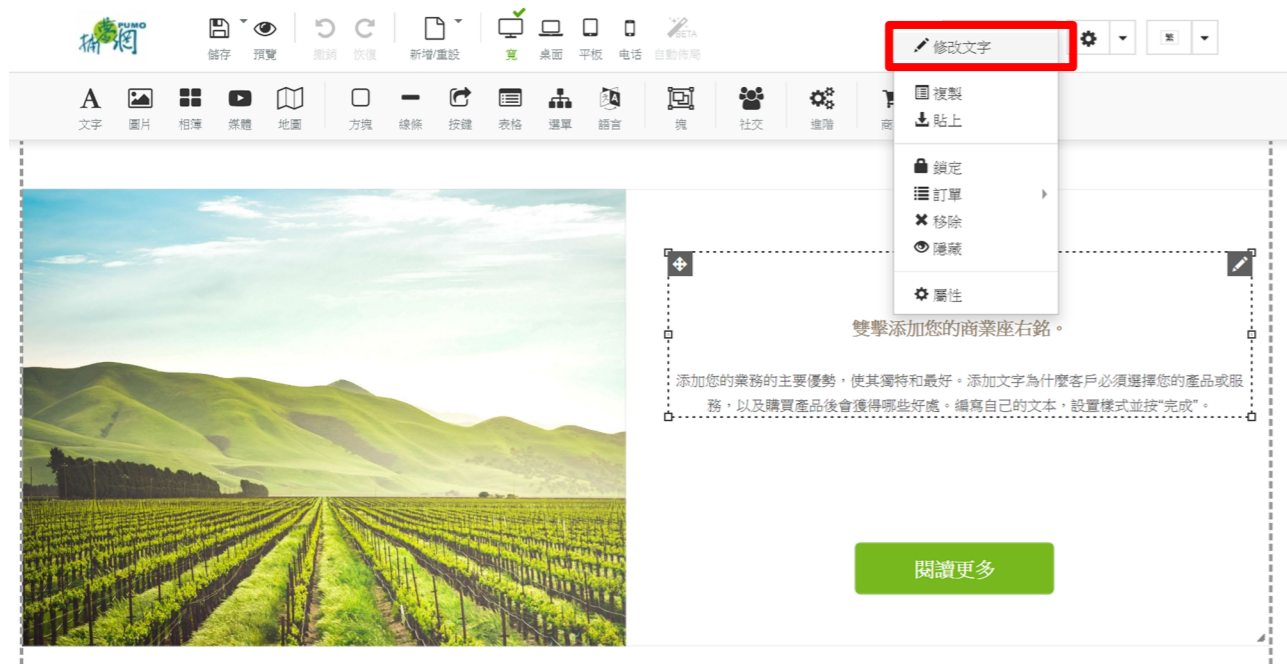 捕夢網 PUMO
儲存 預覽 撤銷 恢復 新增/重設 寬 桌面 平板 电话 BETA 自動佈局
繁
文字 圖片 相簿 媒體 地圖 方塊 線條 按鍵 表格 選單 語言 塊 社交 進階 商
修改文字
複製
貼上
鎖定
訂單
移除
隱藏
屬性
雙擊添加您的商業座右銘。
添加您的業務的主要優勢，使其獨特和最好。添加文字為什麼客戶必須選擇您的產品或服
務，以及購買產品後會獲得哪些好處。編寫自己的文本，設置樣式並按“完成”。
閱讀更多